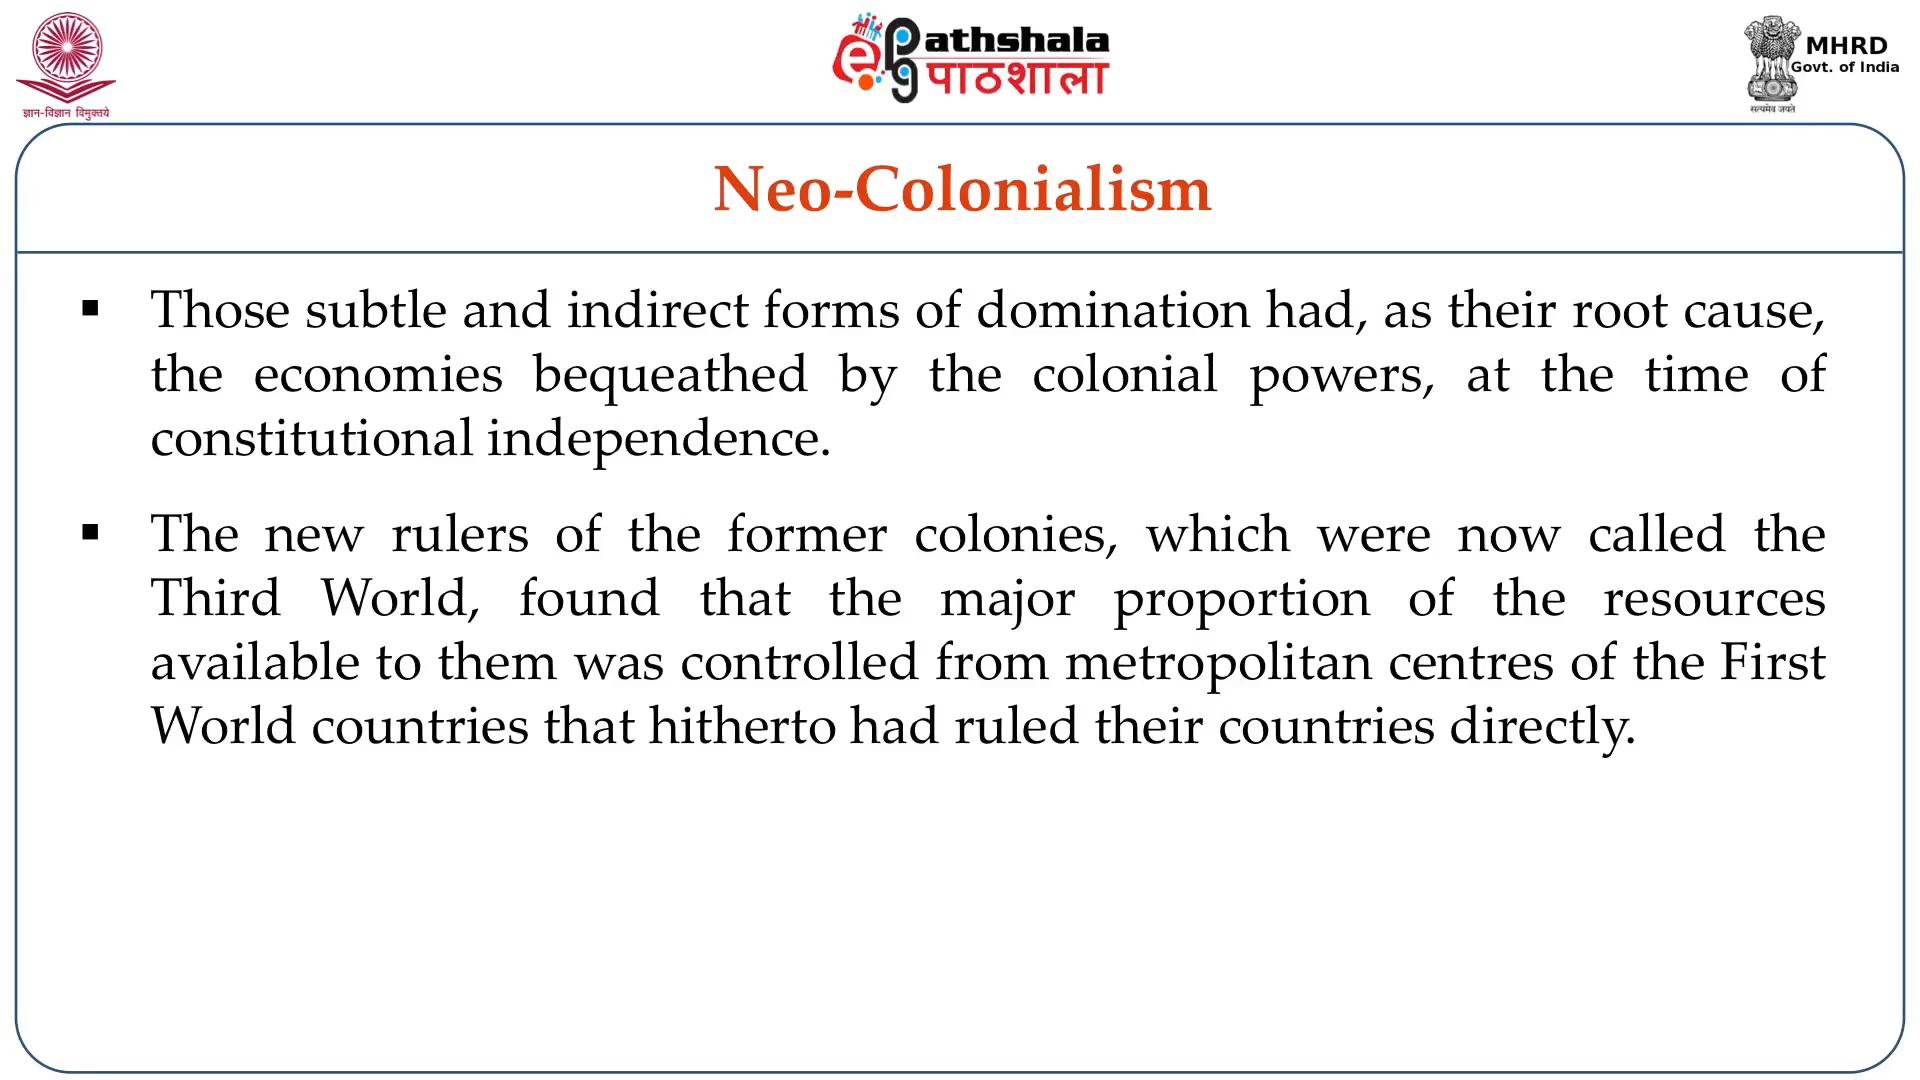 ज्ञान-विज्ञान विमुक्तये
ePG Pathshala
पाठशाला
MHRD
Govt. of India
सत्यमेव जयते
Neo-Colonialism
▪ Those subtle and indirect forms of domination had, as their root cause,
the economies bequeathed by the colonial powers, at the time of
constitutional independence.
▪ The new rulers of the former colonies, which were now called the
Third World, found that the major proportion of the resources
available to them was controlled from metropolitan centres of the First
World countries that hitherto had ruled their countries directly.